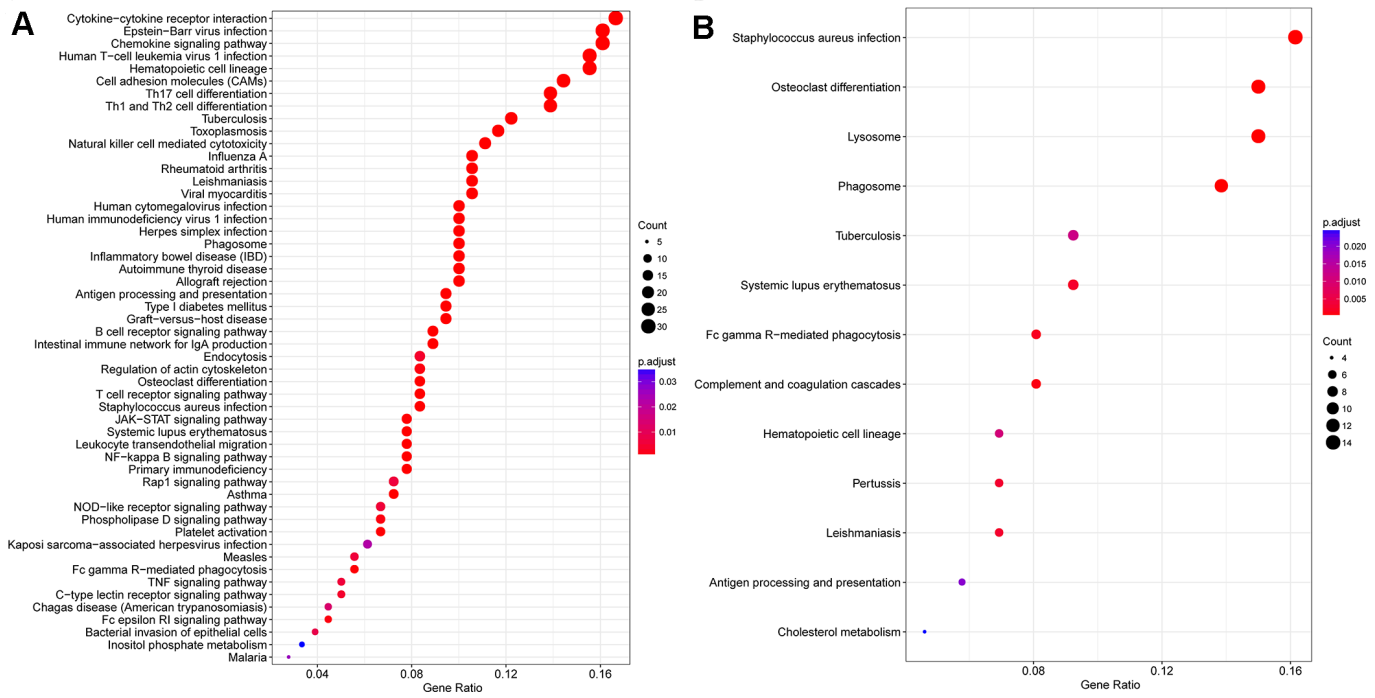 A
Cytokine−cytokine receptor interaction
Epstein−Barr virus infection
Chemokine signaling pathway
Human T−cell leukemia virus 1 infection
Hematopoietic cell lineage
Cell adhesion molecules (CAMs)
Th17 cell differentiation
Th1 and Th2 cell differentiation
Tuberculosis
Toxoplasmosis
Natural killer cell mediated cytotoxicity
Influenza A
Rheumatoid arthritis
Leishmaniasis
Viral myocarditis
Human cytomegalovirus infection
Human immunodeficiency virus 1 infection
Herpes simplex infection
Phagosome
Inflammatory bowel disease (IBD)
Autoimmune thyroid disease
Allograft rejection
Antigen processing and presentation
Type I diabetes mellitus
Graft−versus−host disease
B cell receptor signaling pathway
Intestinal immune network for IgA production
Endocytosis
Regulation of actin cytoskeleton
Osteoclast differentiation
T cell receptor signaling pathway
Staphylococcus aureus infection
JAK−STAT signaling pathway
Systemic lupus erythematosus
Leukocyte transendothelial migration
NF−kappa B signaling pathway
Primary immunodeficiency
Rap1 signaling pathway
Asthma
NOD−like receptor signaling pathway
Phospholipase D signaling pathway
Platelet activation
Kaposi sarcoma−associated herpesvirus infection
Measles
Fc gamma R−mediated phagocytosis
TNF signaling pathway
C−type lectin receptor signaling pathway
Chagas disease (American trypanosomiasis)
Fc epsilon RI signaling pathway
Bacterial invasion of epithelial cells
Inositol phosphate metabolism
Malaria
0.04 0.08 0.12 0.16
Gene Ratio
Count
5
10
15
20
25
30
p.adjust
0.03
0.02
0.01
B
Staphylococcus aureus infection
Osteoclast differentiation
Lysosome
Phagosome
Tuberculosis
Systemic lupus erythematosus
Fc gamma R−mediated phagocytosis
Complement and coagulation cascades
Hematopoietic cell lineage
Pertussis
Leishmaniasis
Antigen processing and presentation
Cholesterol metabolism
0.08 0.12 0.16
Gene Ratio
p.adjust
0.020
0.015
0.010
0.005
Count
4
6
8
10
12
14